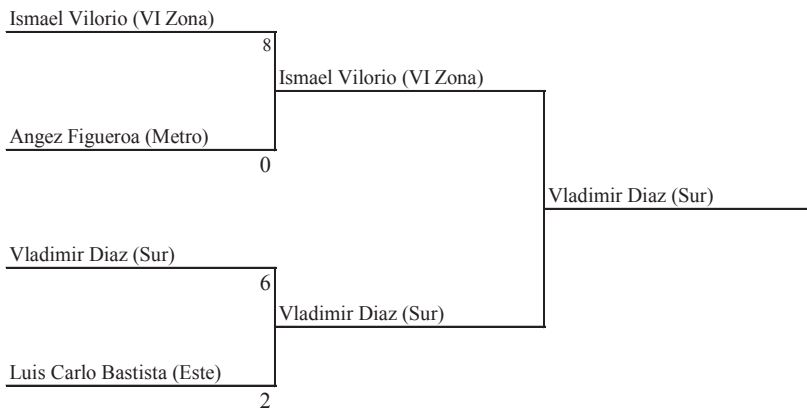 Ismael Vilorio (VI Zona)
8
Ismael Vilorio (VI Zona)
Angez Figueroa (Metro)
0
Vladimir Diaz (Sur)
Vladimir Diaz (Sur)
6
Vladimir Diaz (Sur)
Luis Carlo Bastista (Este)
2